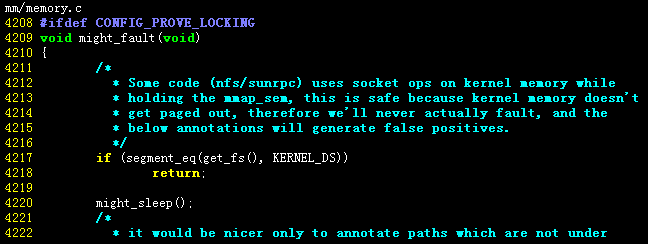 mm/memory.c
4208 #ifdef CONFIG_PROVE_LOCKING
4209 void might_fault(void)
4210 {
4211 /*
4212 * Some code (nfs/sunrpc) uses socket ops on kernel memory while
4213 * holding the mmap_sem, this is safe because kernel memory doesn't
4214 * get paged out, therefore we'll never actually fault, and the
4215 * below annotations will generate false positives.
4216 */
4217 if (segment_eq(get_fs(), KERNEL_DS))
4218 return;
4219
4220 might_sleep();
4221 /*
4222 * it would be nicer only to annotate paths which are not under